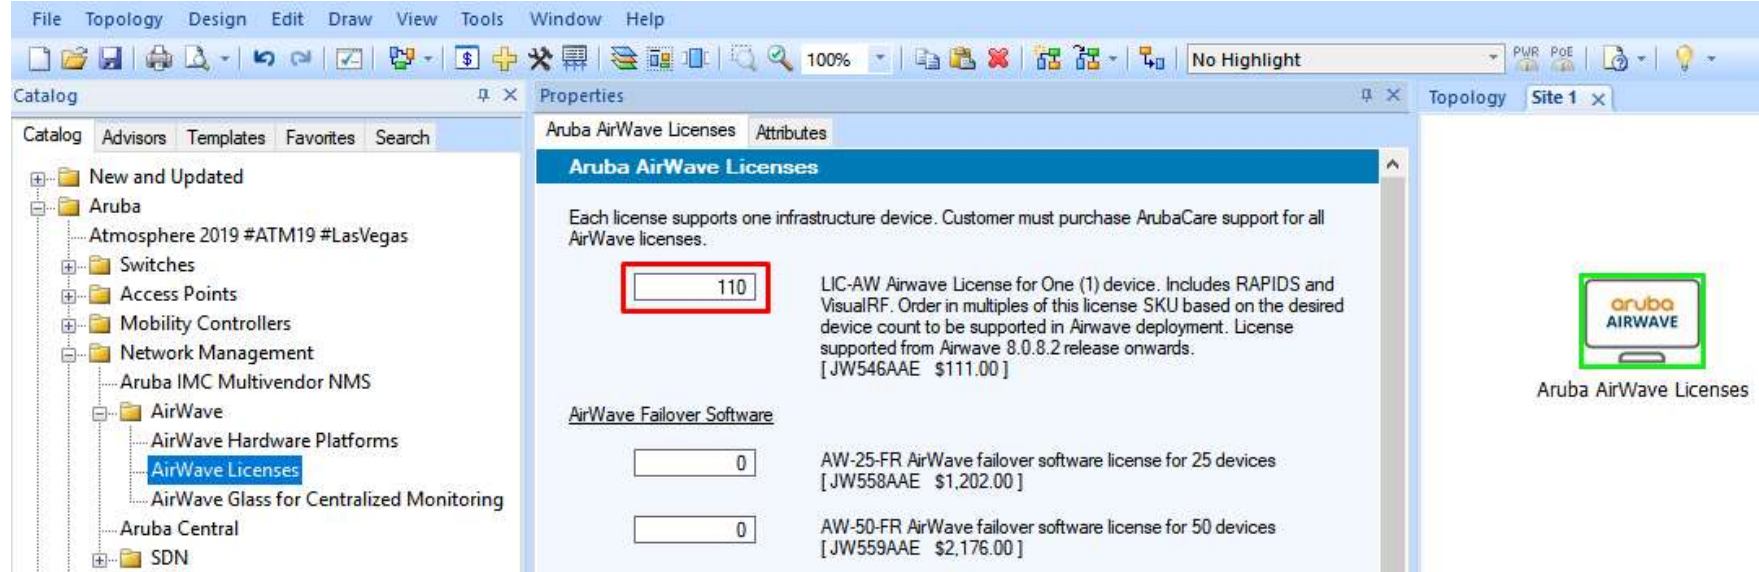 File Topology Design Edit Draw View Tools Window Help
100% No Highlight PWR PoE
Catalog
Catalog Advisors Templates Favorites Search
New and Updated
Aruba
Atmosphere 2019 #ATM19 #LasVegas
Switches
Access Points
Mobility Controllers
Network Management
Aruba IMC Multivendor NMS
AirWave
AirWave Hardware Platforms
AirWave Licenses
AirWave Glass for Centralized Monitoring
Aruba Central
SDN
Properties
Aruba AirWave Licenses Attributes
Aruba AirWave Licenses
Each license supports one infrastructure device. Customer must purchase ArubaCare support for all
AirWave licenses.
110
LIC-AW Airwave License for One (1) device. Includes RAPIDS and
VisualRF. Order in multiples of this license SKU based on the desired
device count to be supported in Airwave deployment. License
supported from Airwave 8.0.8.2 release onwards.
[ JW546AAE $111.00 ]
AirWave Failover Software
0
AW-25-FR AirWave failover software license for 25 devices
[ JW558AAE $1,202.00 ]
0
AW-50-FR AirWave failover software license for 50 devices
[ JW559AAE $2,176.00 ]
Topology Site 1
aruba
AIRWAVE
Aruba AirWave Licenses